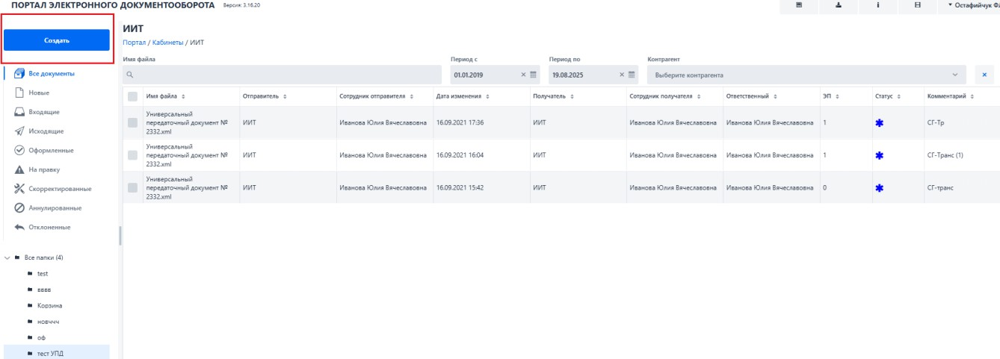 ПОРТАЛ ЭЛЕКТРОННОГО ДОКУМЕНТООБОРОТА Версия: 3.16.20
Остафийчук ФЛ
Создать
ИИТ
Портал / Кабинеты / ИИТ
Имя файла Период с Период по Контрагент
01.01.2019 19.08.2025 Выберите контрагента
Все документы
Новые
Входящие
Исходящие
Оформленные
На правку
Скорректированные
Аннулированные
Отклоненные
Все папки (4)
test
вввв
Корзина
новччч
оф
тест УПД
Имя файла Отправитель Сотрудник отправителя Дата изменения Получатель Сотрудник получателя Ответственный ЭП Статус Комментарий
Универсальный
передаточный документ № ИИТ Иванова Юлия Вячеславовна 16.09.2021 17:36 ИИТ Иванова Юлия Вячеславовна Иванова Юлия Вячеславовна 1 СГ-Тр
2332.xml
Универсальный
передаточный документ № ИИТ Иванова Юлия Вячеславовна 16.09.2021 16:04 ИИТ Иванова Юлия Вячеславовна Иванова Юлия Вячеславовна 1 СГ-Транс (1)
2332.xml
Универсальный
передаточный документ № ИИТ Иванова Юлия Вячеславовна 16.09.2021 15:42 ИИТ Иванова Юлия Вячеславовна Иванова Юлия Вячеславовна 0 СГ-транс
2332.xml